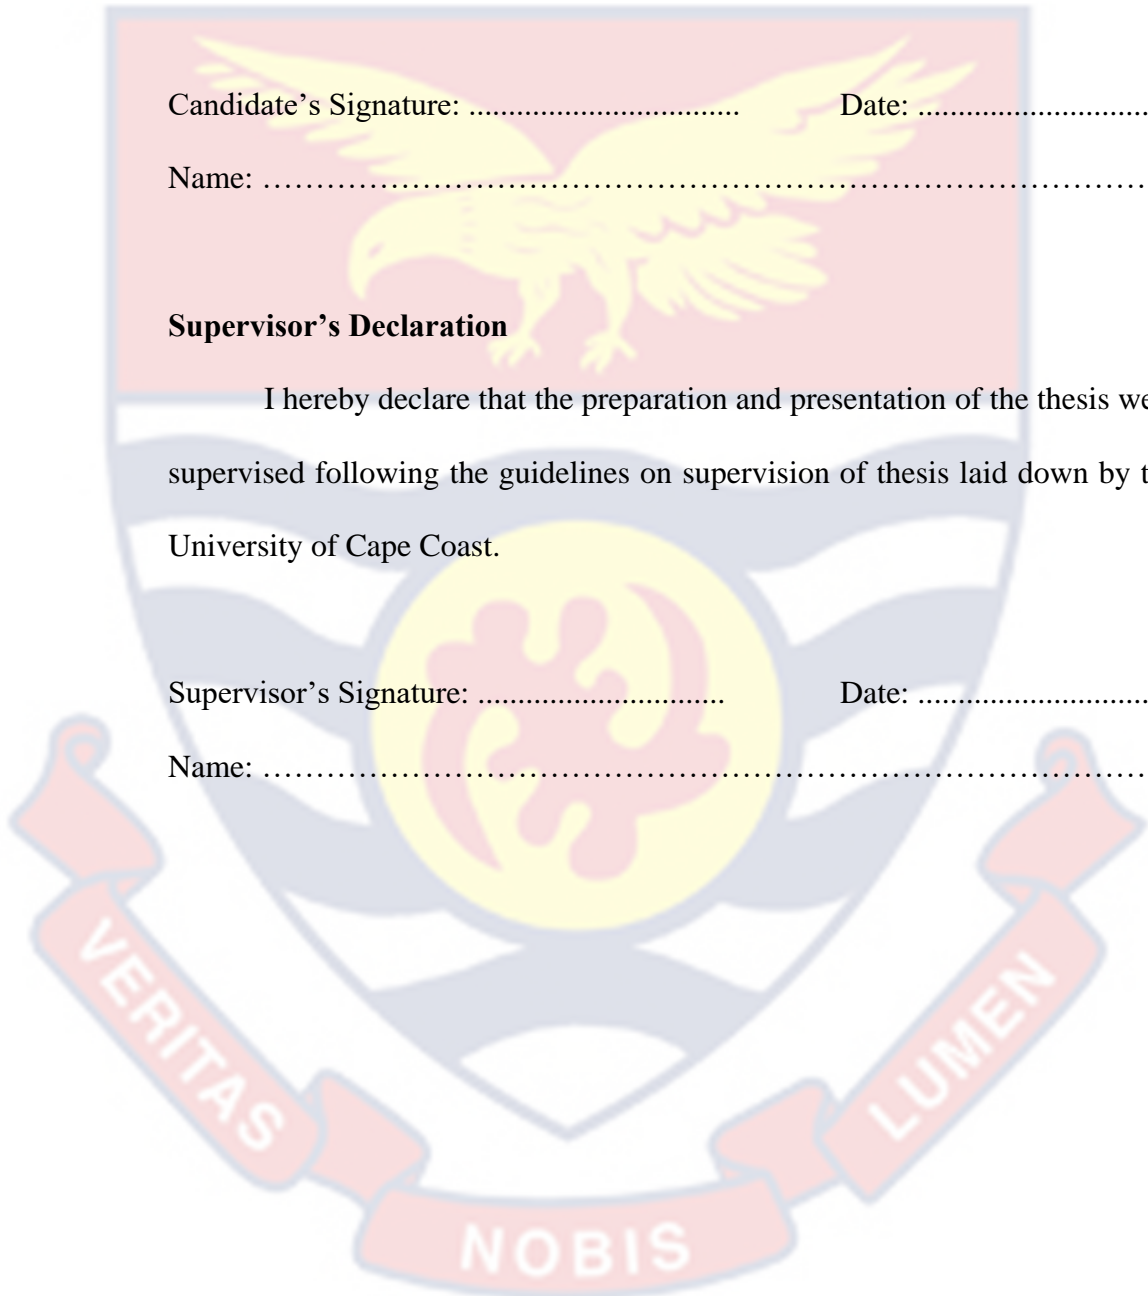 Candidate’s Signature: .................................. Date: .............................
Name: ………………………………………………………………………………
Supervisor’s Declaration
I hereby declare that the preparation and presentation of the thesis we
supervised following the guidelines on supervision of thesis laid down by t
University of Cape Coast.
Supervisor’s Signature: ............................... Date: .............................
Name: ………………………………………………………………………………
VERITAS
NOBIS
LUMEN